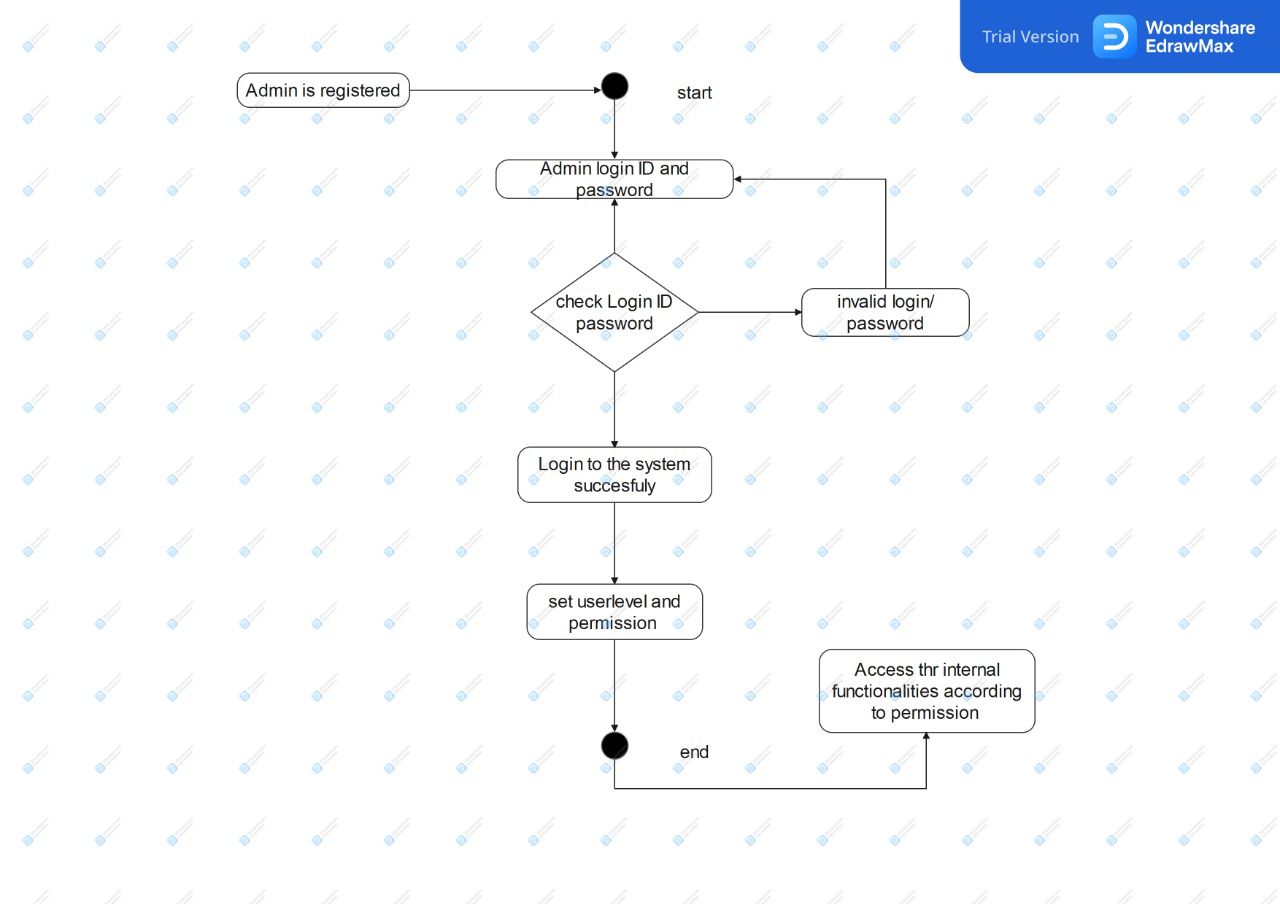 Trial Version
Wondershare
EdrawMax
Admin is registered
start
Admin login ID and
password
check Login ID
password
invalid login/
password
Login to the system
succesfuly
set userlevel and
permission
Access thr internal
functionalities according
to permission
end